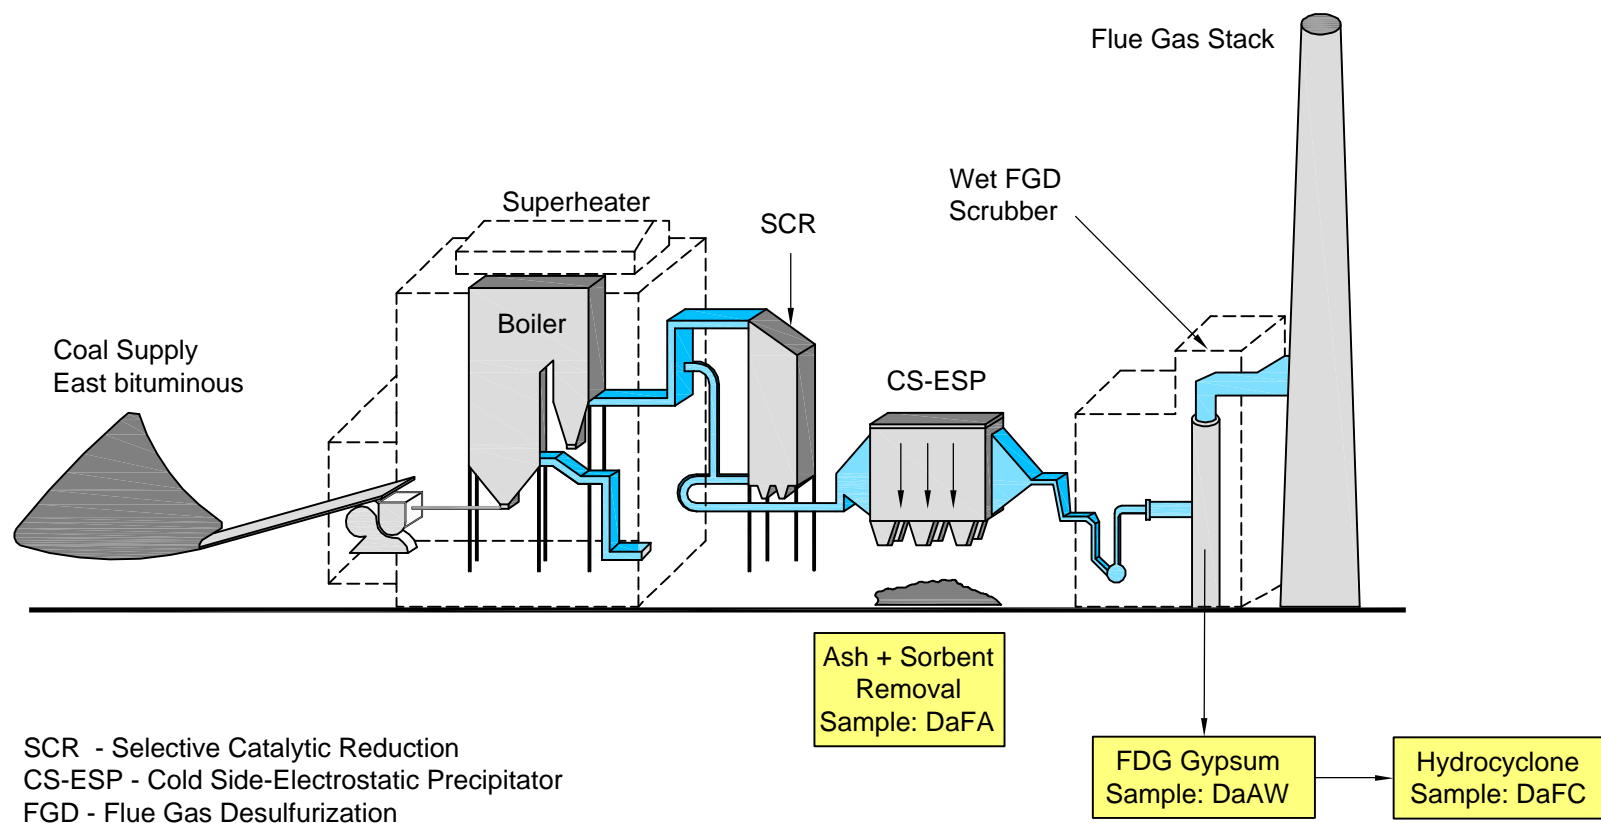 Flue Gas Stack
Wet FGD
Scrubber
Superheater
SCR
Boiler
Coal Supply
East bituminous
CS-ESP
Ash + Sorbent
Removal
Sample: DaFA
SCR - Selective Catalytic Reduction
CS-ESP - Cold Side-Electrostatic Precipitator
FGD - Flue Gas Desulfurization
FDG Gypsum
Sample: DaAW
Hydrocyclone
Sample: DaFC